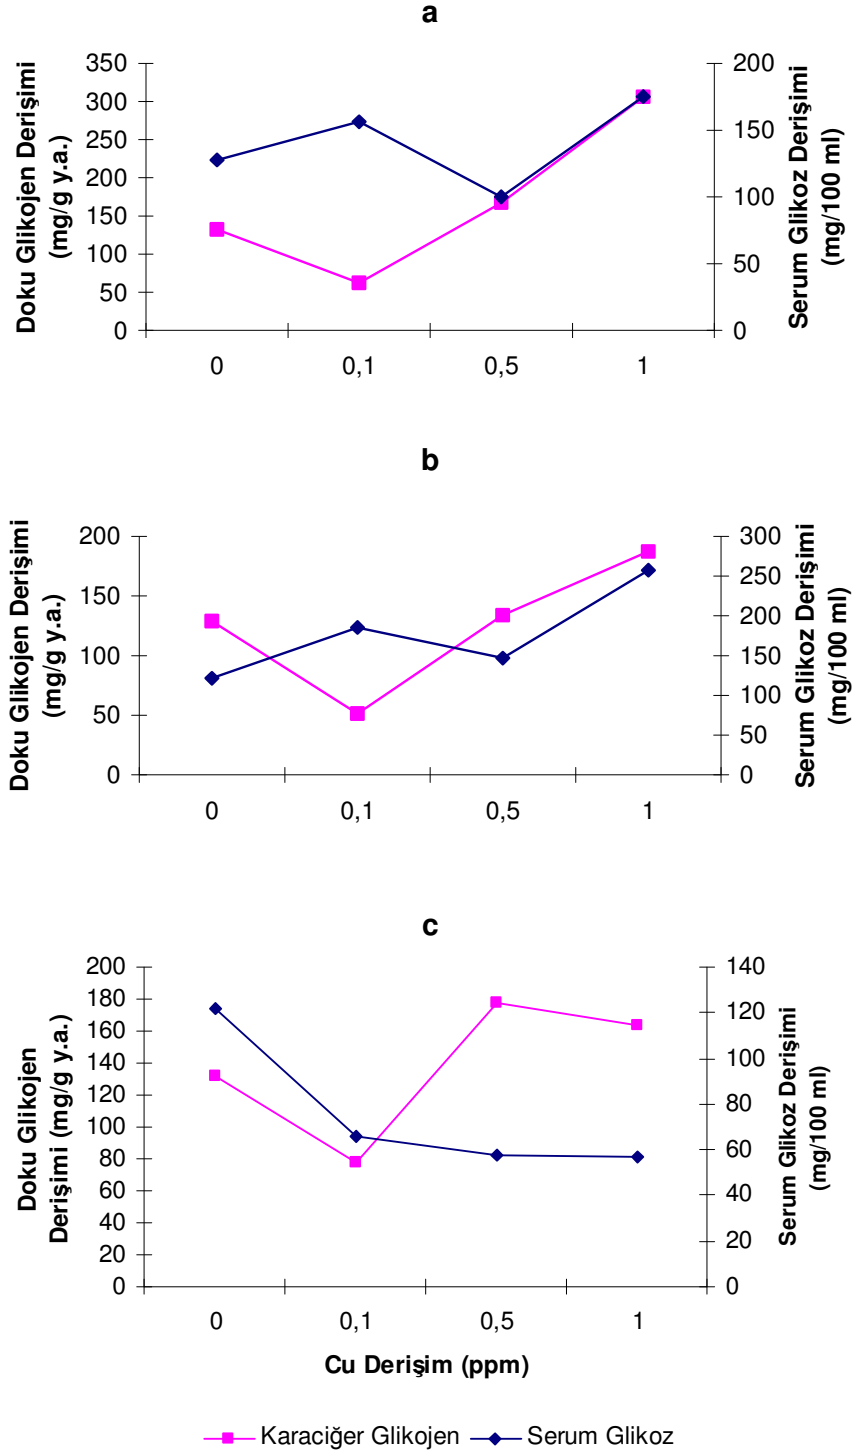 a
Doku Glikojen Derişimi
(mg/g y.a.)
350
300
250
200
150
100
50
0
200
150
100
50
0
Serum Glikoz Derişimi
(mg/100 ml)
0 0,1 0,5 1
b
Doku Glikojen Derişimi
(mg/g y.a.)
200
150
100
50
0
300
250
200
150
100
50
0
Serum Glikoz Derişimi
(mg/100 ml)
0 0,1 0,5 1
c
Doku Glikojen
Derişimi (mg/g y.a.)
200
180
160
140
120
100
80
60
40
20
0
140
120
100
80
60
40
20
0
Serum Glikoz Derişimi
(mg/100 ml)
0 0,1 0,5 1
Cu Derişim (ppm)
Karaciğer Glikojen Serum Glikoz